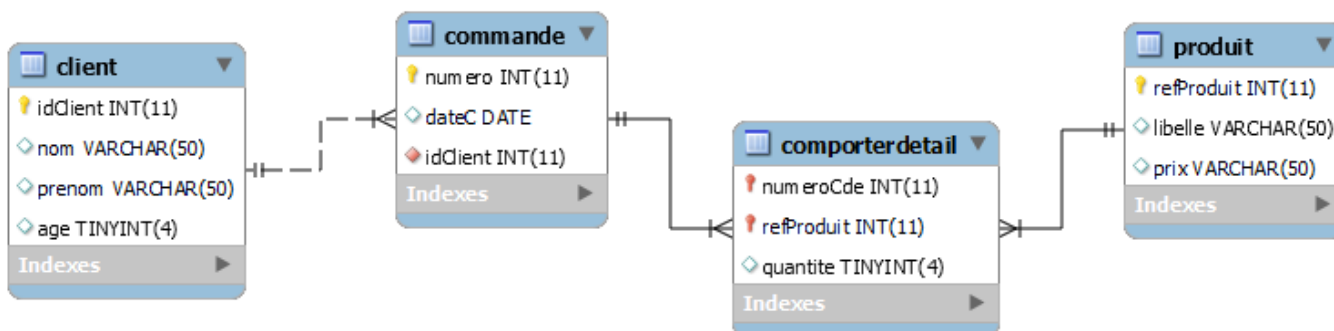 client
idClient INT(11)
nom VARCHAR(50)
prenom VARCHAR(50)
age TINYINT(4)
Indexes
commande
numero INT(11)
dateC DATE
idClient INT(11)
Indexes
comporterdetail
numeroCde INT(11)
refProduit INT(11)
quantite TINYINT(4)
Indexes
produit
refProduit INT(11)
libelle VARCHAR(50)
prix VARCHAR(50)
Indexes